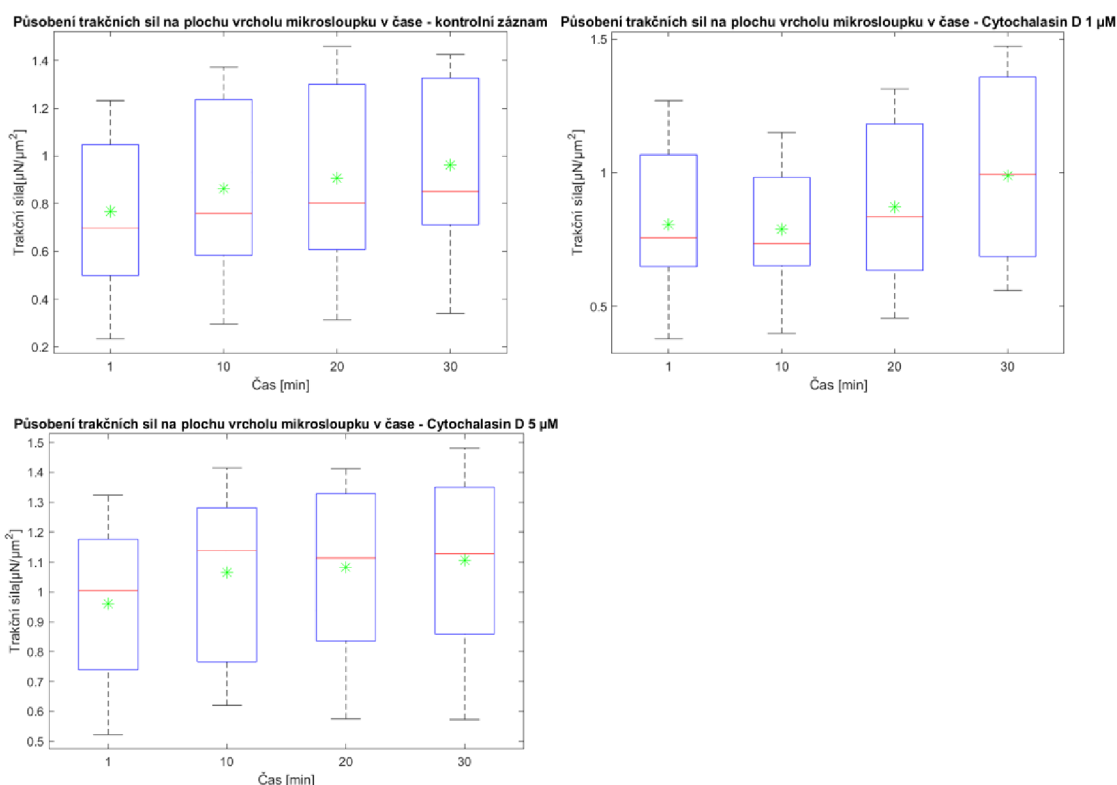 Působení trakčních sil na plochu vrcholu mikrosloupku v čase - kontrolní záznam
1.4
1.2
1
0.8
0.6
0.4
0.2
Trakční síla[µN/µm²]
1 10 20 30
Čas [min]
Působení trakčních sil na plochu vrcholu mikrosloupku v čase - Cytochalasin D 1 µM
1.5
1
0.5
Trakční síla[µN/µm²]
1 10 20 30
Čas [min]
Působení trakčních sil na plochu vrcholu mikrosloupku v čase - Cytochalasin D 5 µM
1.5
1.4
1.3
1.2
1.1
1
0.9
0.8
0.7
0.6
0.5
Trakční síla[µN/µm²]
1 10 20 30
Čas [min]